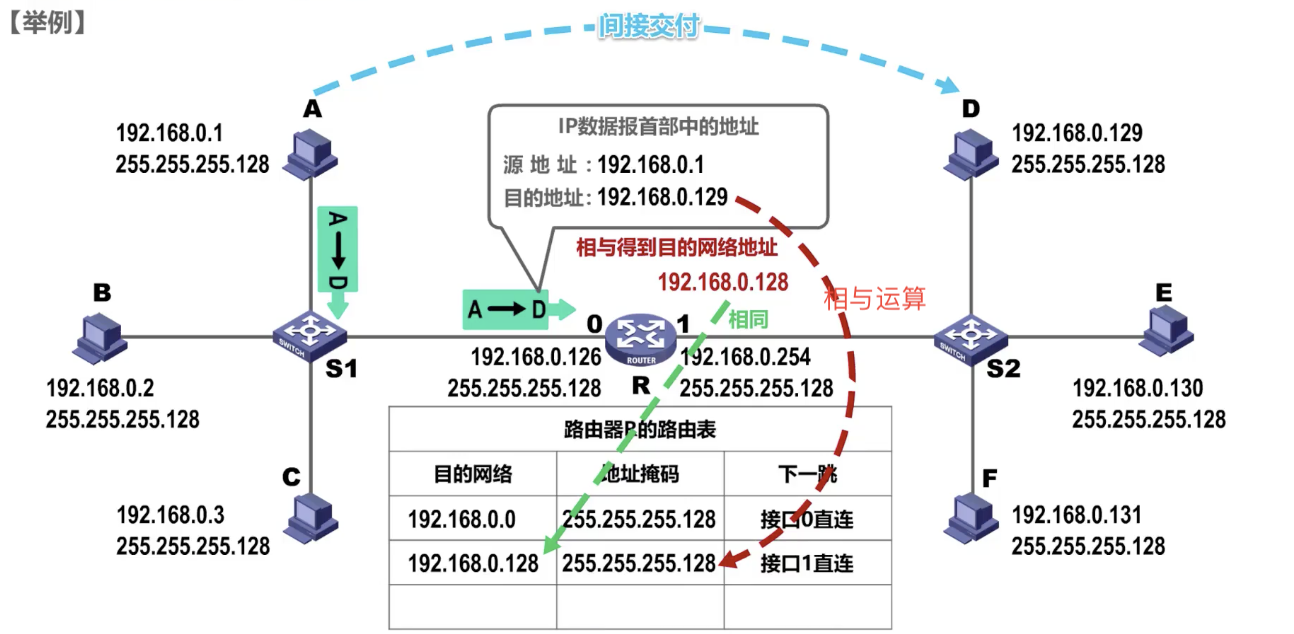 【举例】
间接交付
A
192.168.0.1
255.255.255.128
D
192.168.0.129
255.255.255.128
IP数据报首部中的地址
源 地 址 : 192.168.0.1
目的地址: 192.168.0.129
A → D
相与得到目的网络地址
192.168.0.128
相与运算
相同
A → D
B
192.168.0.2
255.255.255.128
SWITCH
S1
0
1
ROUTER
R
192.168.0.126
255.255.255.128
192.168.0.254
255.255.255.128
SWITCH
S2
E
192.168.0.130
255.255.255.128
C
192.168.0.3
255.255.255.128
F
192.168.0.131
255.255.255.128
路由器R的路由表
目的网络 地址掩码 下一跳
192.168.0.0 255.255.255.128 接口0直连
192.168.0.128 255.255.255.128 接口1直连